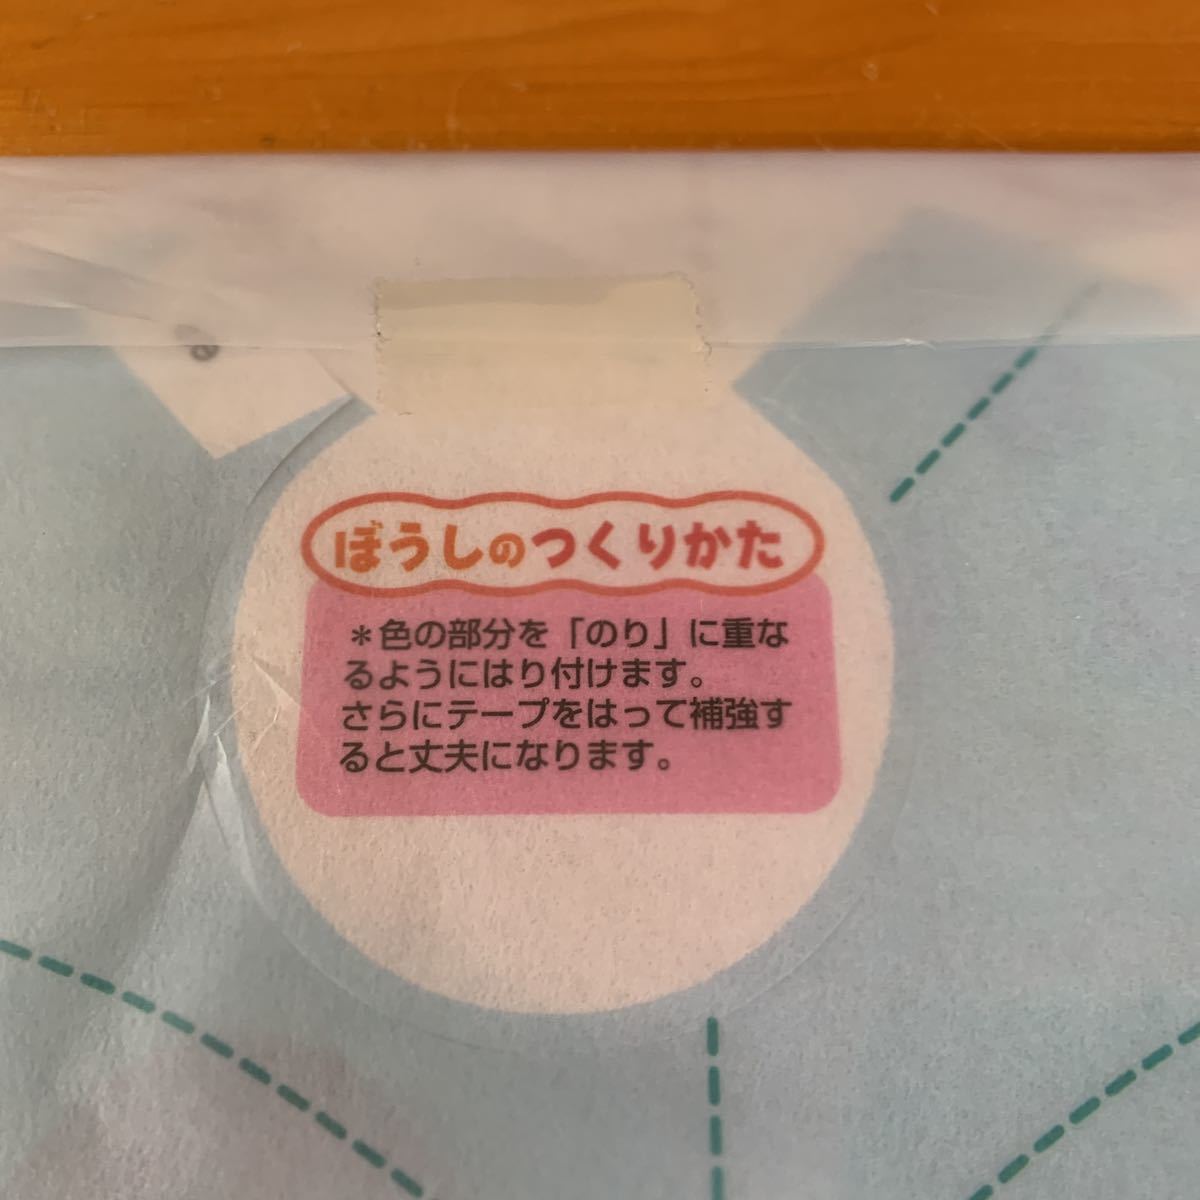 ぼうしのつくりかた
＊色の部分を「のり」に重な
るようにはり付けます。
さらにテープをはって補強す
ると丈夫になります。